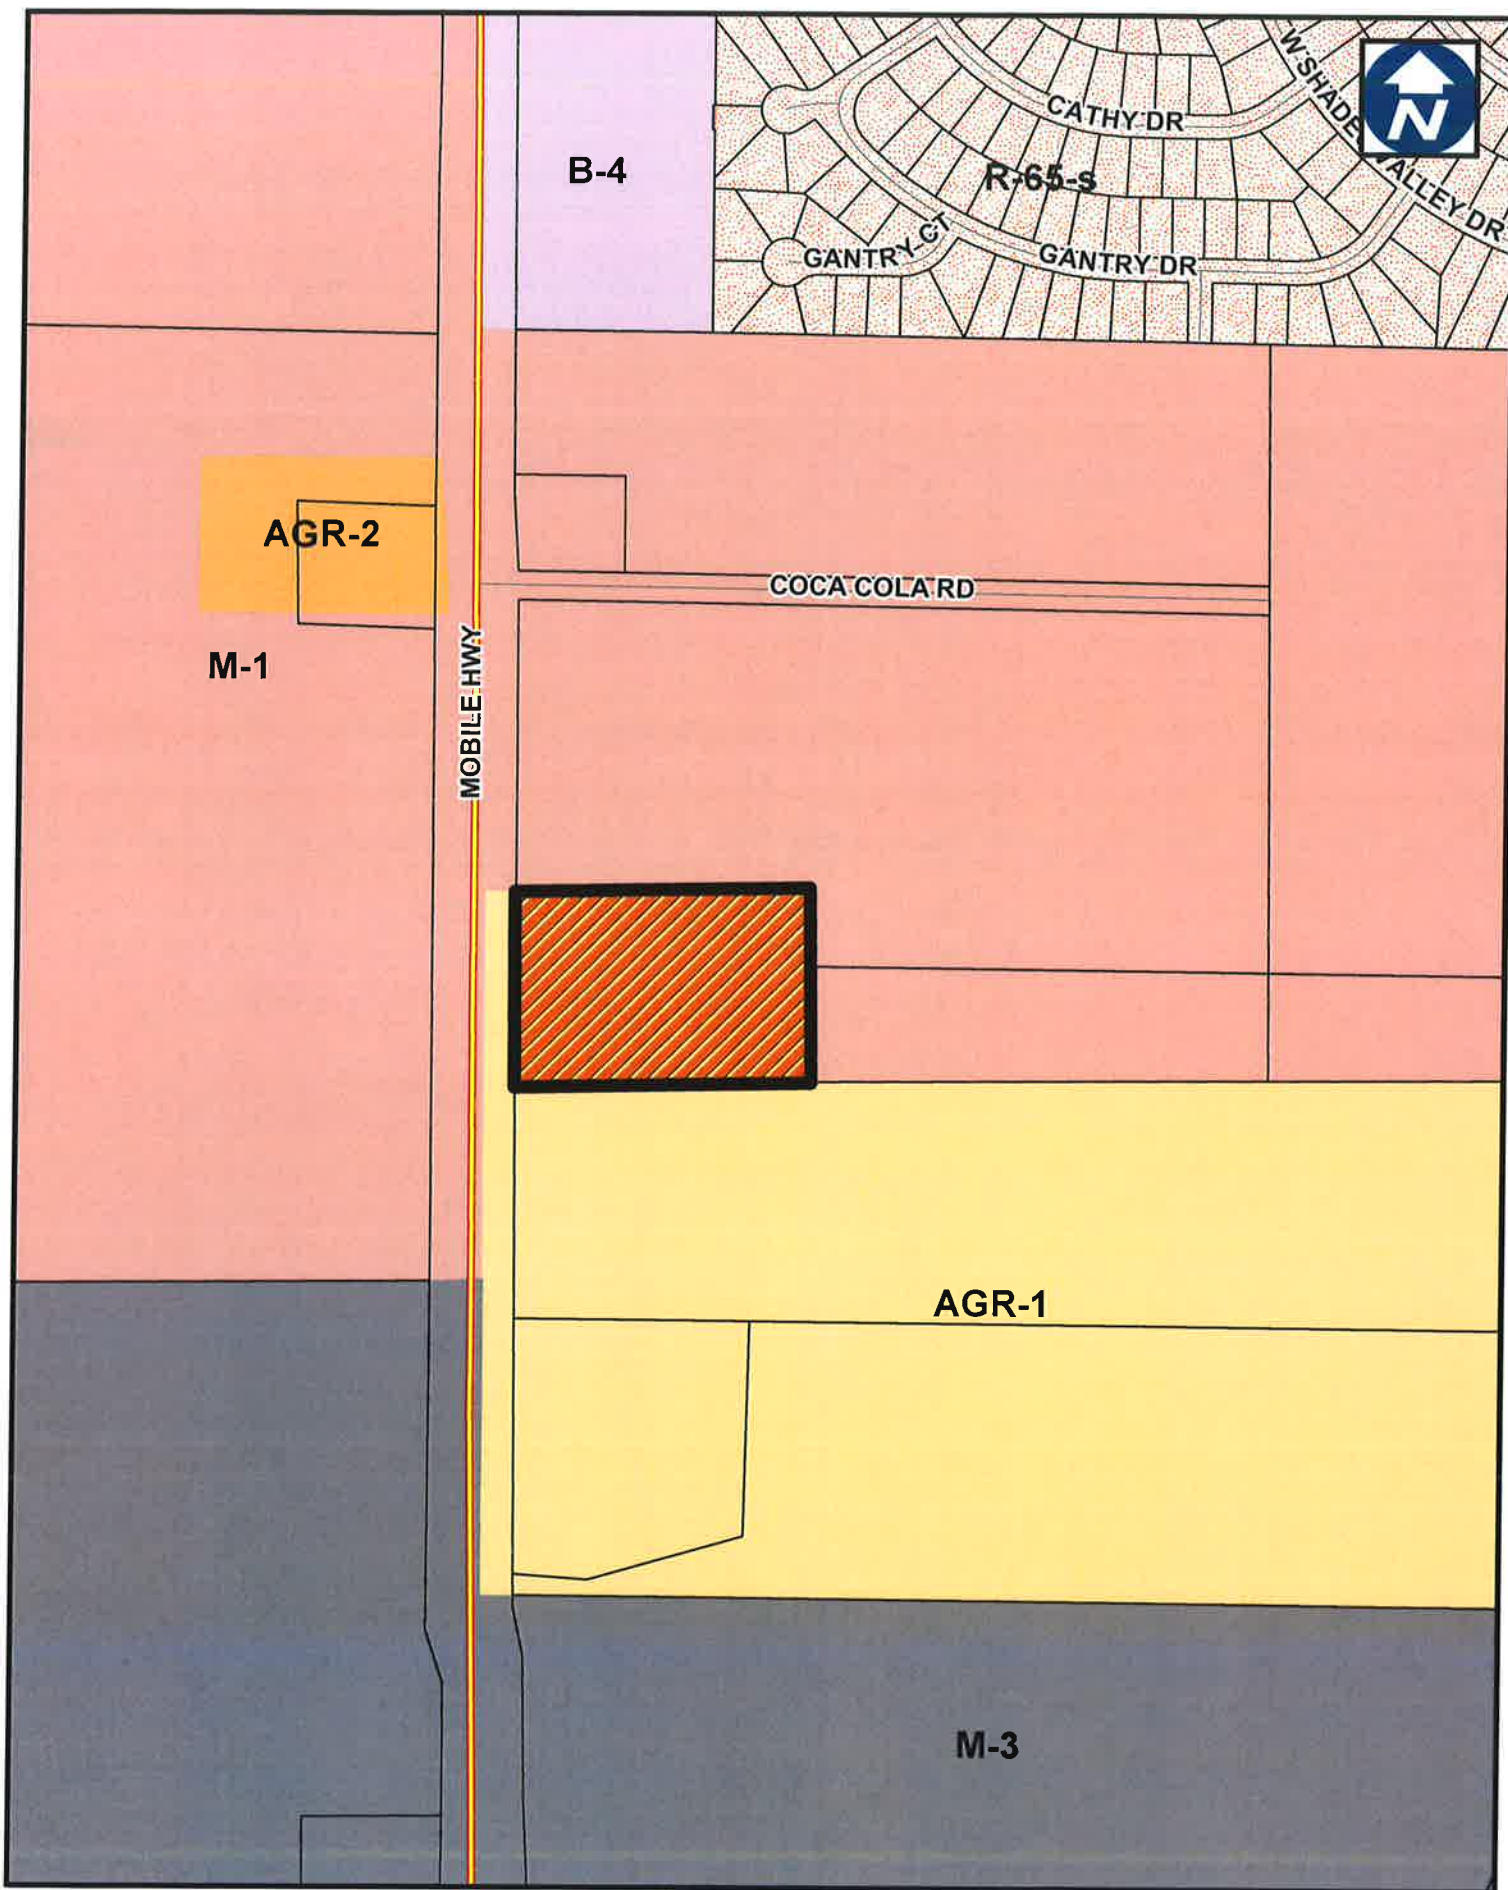 W SHADE VALLEY DR
N
CATHY DR
B-4
R-65-s
GANTRY CT
GANTRY DR
AGR-2
COCA COLA RD
M-1
MOBILE HWY
AGR-1
M-3